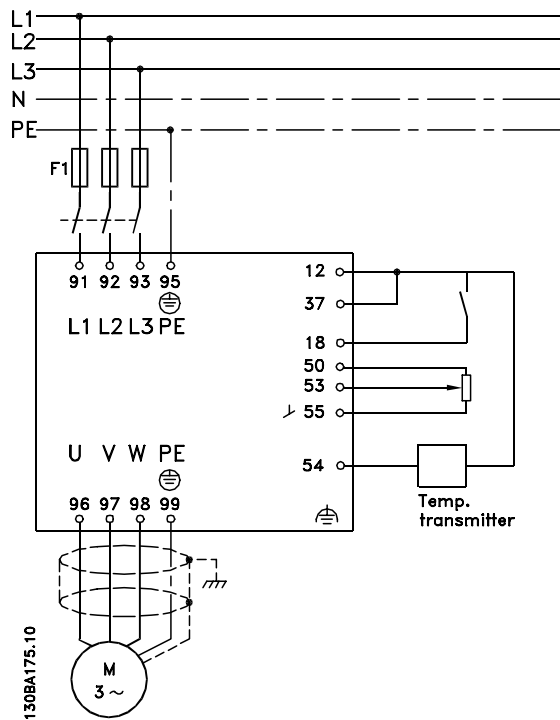 L1
L2
L3
N
PE
F1
91 92 93 95
L1 L2 L3 PE
12
37
18
50
53
55
54
U V W PE
96 97 98 99
Temp.
transmitter
M
3 ~
130BA175.10